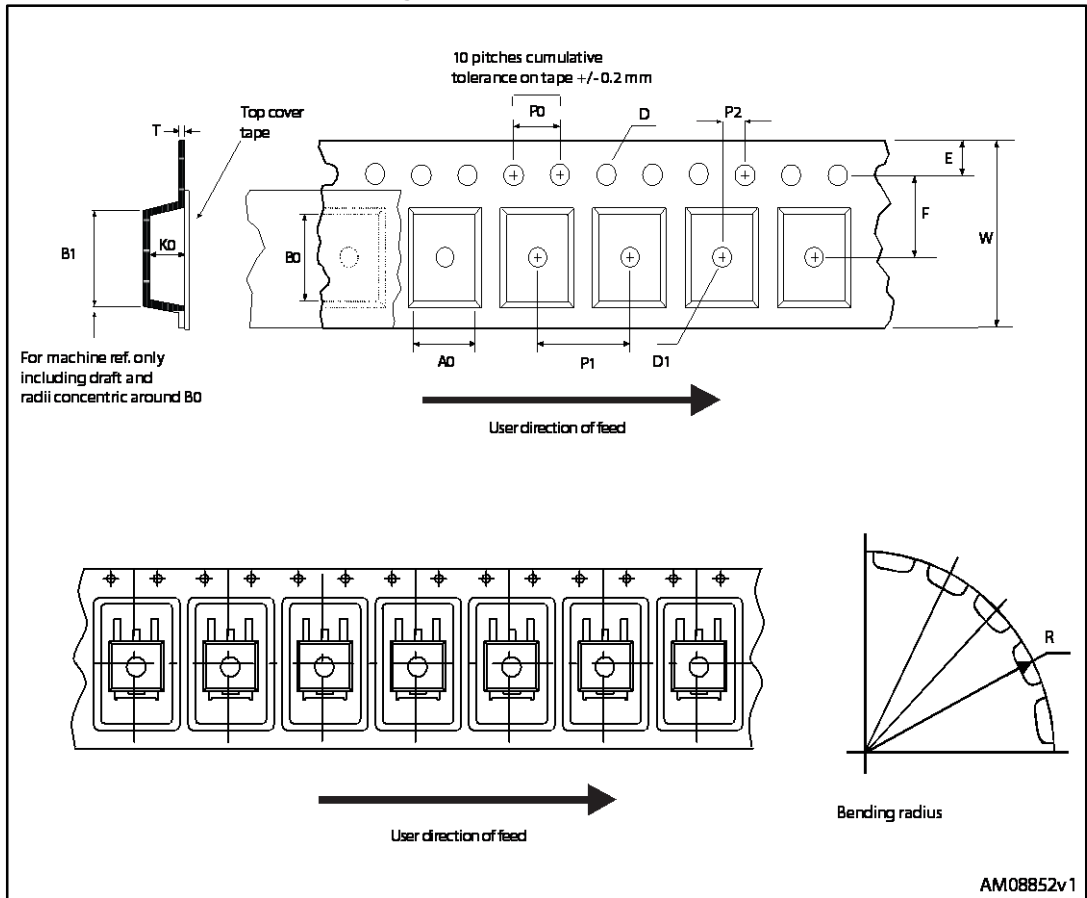 10 pitches cumulative
tolerance on tape +/- 0.2 mm
Top cover
tape
T
P0
D
P2
E
F
W
B1
K0
B0
For machine ref. only
including draft and
radii concentric around B0
A0
P1
D1
User direction of feed
R
Bending radius
User direction of feed
AM08852v1